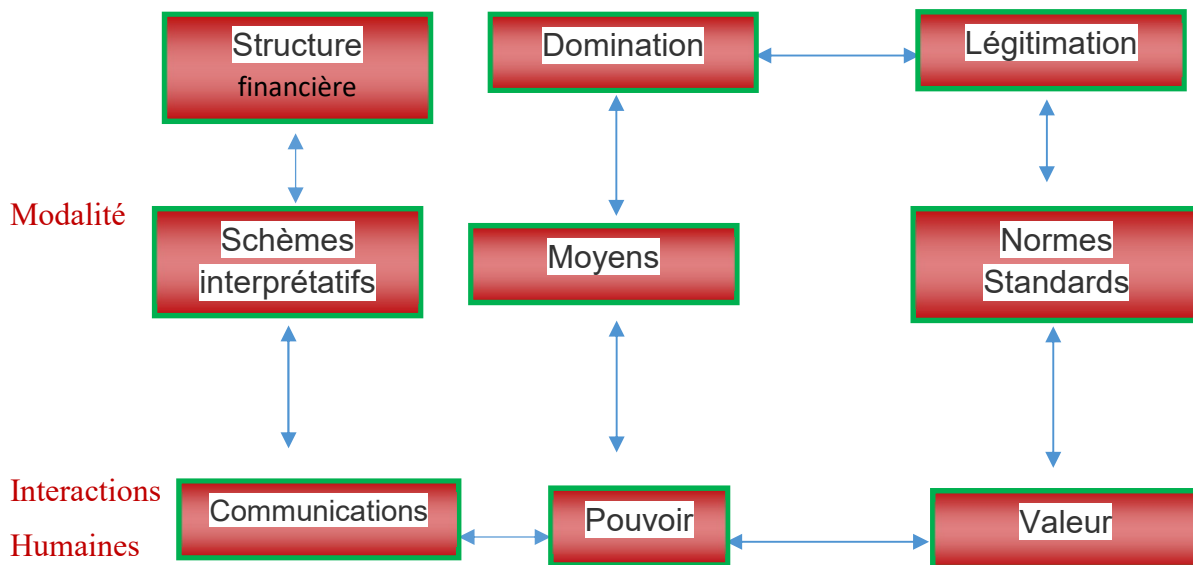 Structure
financière
Domination
Légitimation
Modalité
Schèmes
interprétatifs
Moyens
Normes
Standards
Interactions
Humaines
Communications
Pouvoir
Valeur